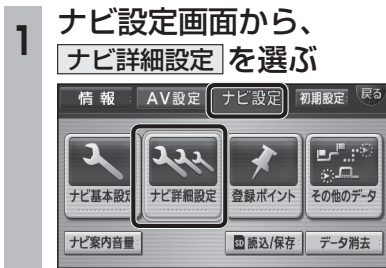 1
ナビ設定画面から、
ナビ詳細設定 を選ぶ
情報 AV設定 ナビ設定 初期設定 戻る
ナビ基本設定 ナビ詳細設定 登録ポイント その他のデータ
ナビ案内音量 SD 読込/保存 データ消去